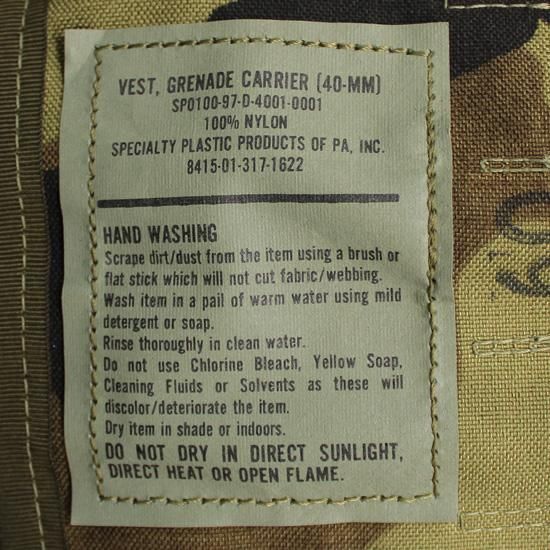 VEST, GRENADE CARRIER (40-MM)
SPO100-97-D-4001-0001
100% NYLON
SPECIALTY PLASTIC PRODUCTS OF PA, INC.
8415-01-317-1622
HAND WASHING
Scrape dirt/dust from the item using a brush or
flat stick which will not cut fabric/webbing.
Wash item in a pail of warm water using mild
detergent or soap.
Rinse thoroughly in clean water.
Do not use Chlorine Bleach, Yellow Soap,
Cleaning Fluids or Solvents as these will
discolor/deteriorate the item.
Dry item in shade or indoors.
DO NOT DRY IN DIRECT SUNLIGHT,
DIRECT HEAT OR OPEN FLAME.